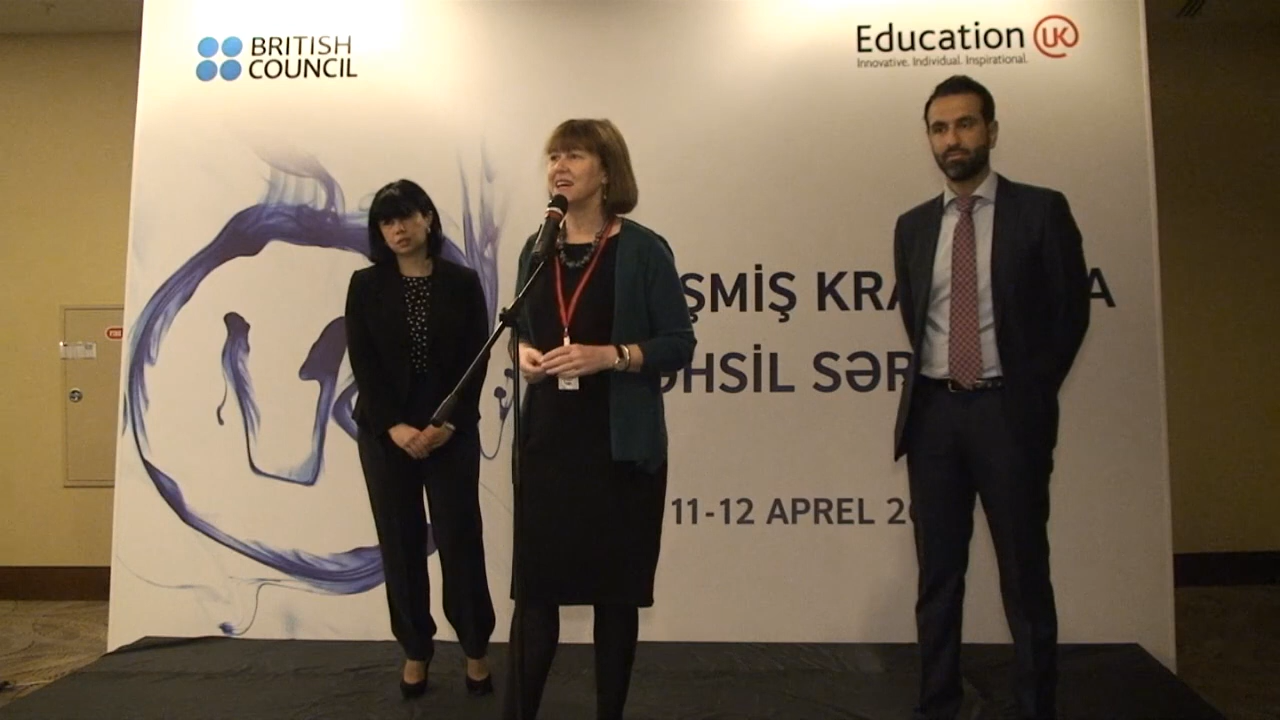 BRITISH
COUNCIL
Education UK
Innovative. Individual. Inspirational.
ŞMİŞ KRA A
ƏHSİL SƏR
11-12 APREL 2